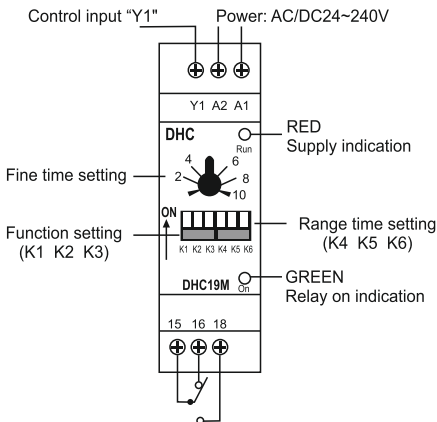 Control input “Y1"
Power: AC/DC24~240V
Y1 A2 A1
DHC
RED
Supply indication
Run
4 6
Fine time setting
2 8
10
ON
Function setting
(K1 K2 K3)
Range time setting
(K4 K5 K6)
K1 K2 K3 K4 K5 K6
DHC19M
On
GREEN
Relay on indication
15 16 18